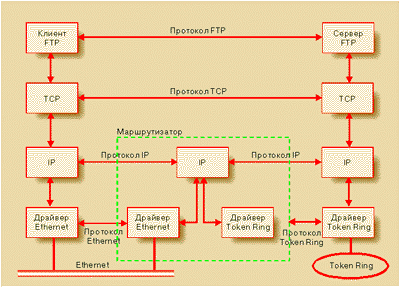 Клиент
FTP
Протокол FTP
Сервер
FTP
TCP
Протокол TCP
TCP
Маршрутизатор
IP
Протокол IP
IP
Протокол IP
IP
Драйвер
Ethernet
Протокол
Ethernet
Драйвер
Ethernet
Драйвер
Token Ring
Протокол
Token Ring
Драйвер
Token Ring
Ethernet
Token Ring